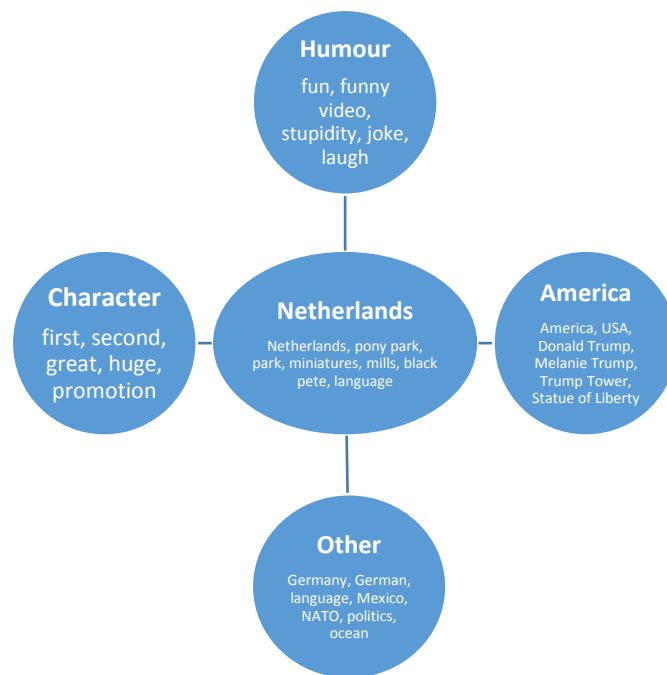 Humour
fun, funny
video,
stupidity, joke,
laugh
Character
first, second,
great, huge,
promotion
Netherlands
Netherlands, pony park,
park, miniatures, mills, black
pete, language
America
America, USA,
Donald Trump,
Melanie Trump,
Trump Tower,
Statue of Liberty
Other
Germany, German,
language, Mexico,
NATO, politics,
ocean